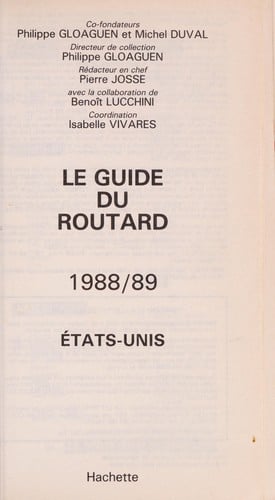 Co-fondateurs
Philippe GLOAGUEN et Michel DUVAL
Directeur de collection
Philippe GLOAGUEN
Rédacteur en chef
Pierre JOSSE
avec la collaboration de
Benoît LUCCHINI
Coordination
Isabelle VIVARES
LE GUIDE
DU
ROUTARD
1988/89
ÉTATS-UNIS
Hachette